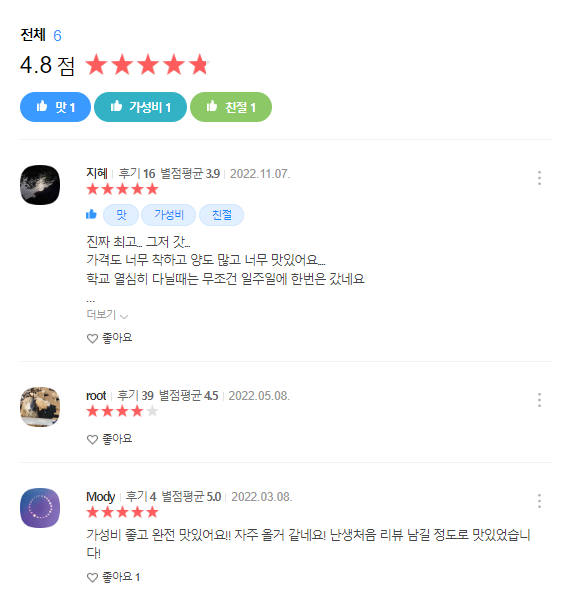 전체 6
4.8 점
맛 1 가성비 1 친절 1
지혜 후기 16 별점평균 3.9 2022.11.07.
맛 가성비 친절
진짜 최고... 그저 갓...
가격도 너무 착하고 양도 많고 너무 맛있어요....
학교 열심히 다닐때는 무조건 일주일에 한번은 갔네요
...
더보기
좋아요
root 후기 39 별점평균 4.5 2022.05.08.
좋아요
Mody 후기 4 별점평균 5.0 2022.03.08.
가성비 좋고 완전 맛있어요!! 자주 올거 같네요! 난생처음 리뷰 남길 정도로 맛있었습니
다!
좋아요 1